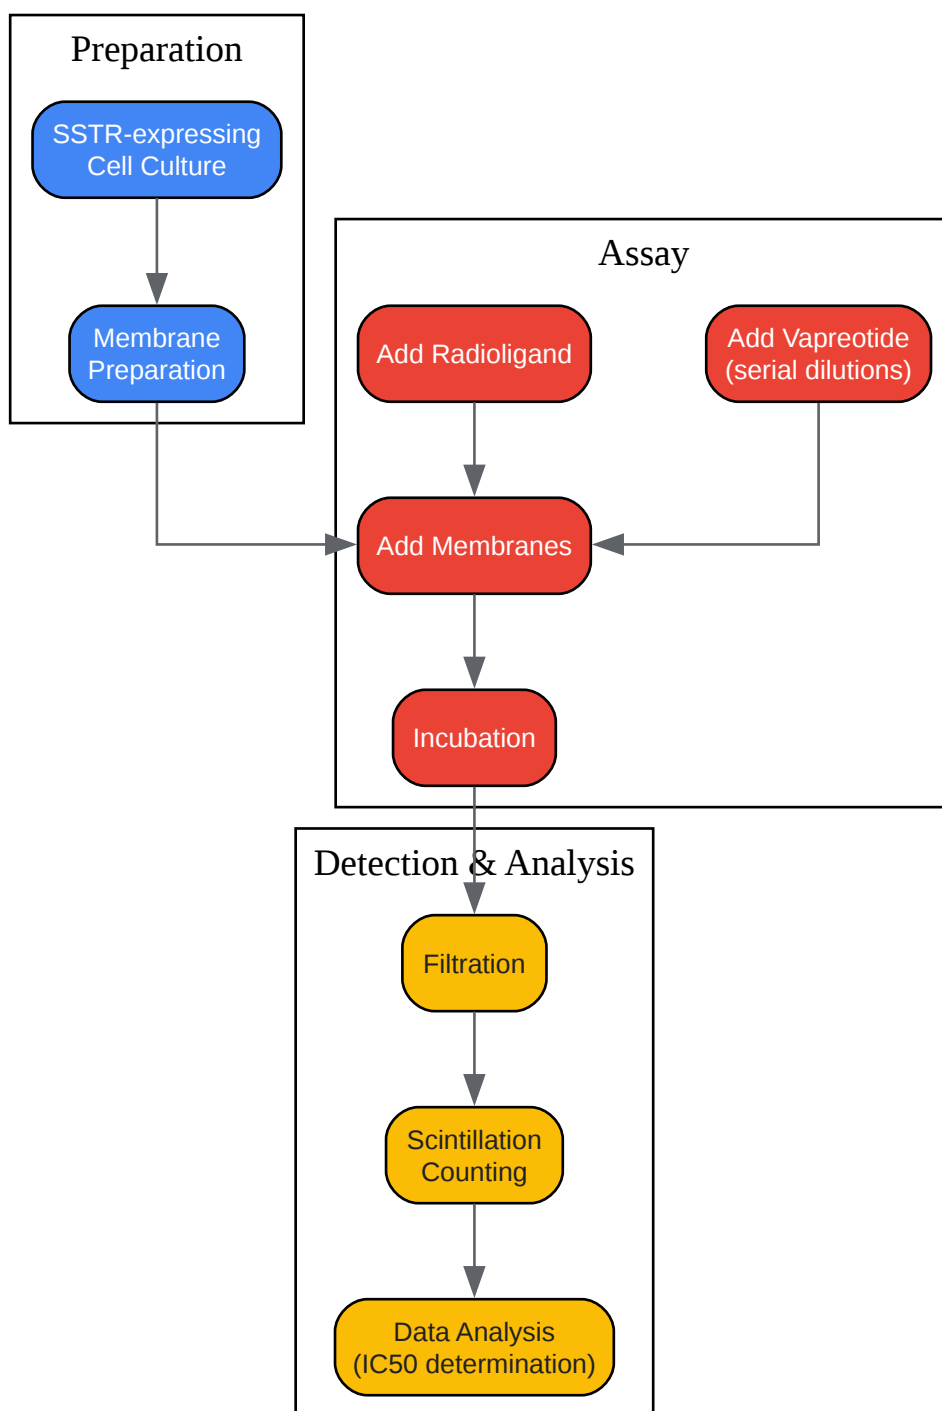 Preparation
SSTR-expressing
Cell Culture
Membrane
Preparation
Assay
Add Radioligand
Add Vapreotide
(serial dilutions)
Add Membranes
Incubation
Detection & Analysis
Filtration
Scintillation
Counting
Data Analysis
(IC50 determination)